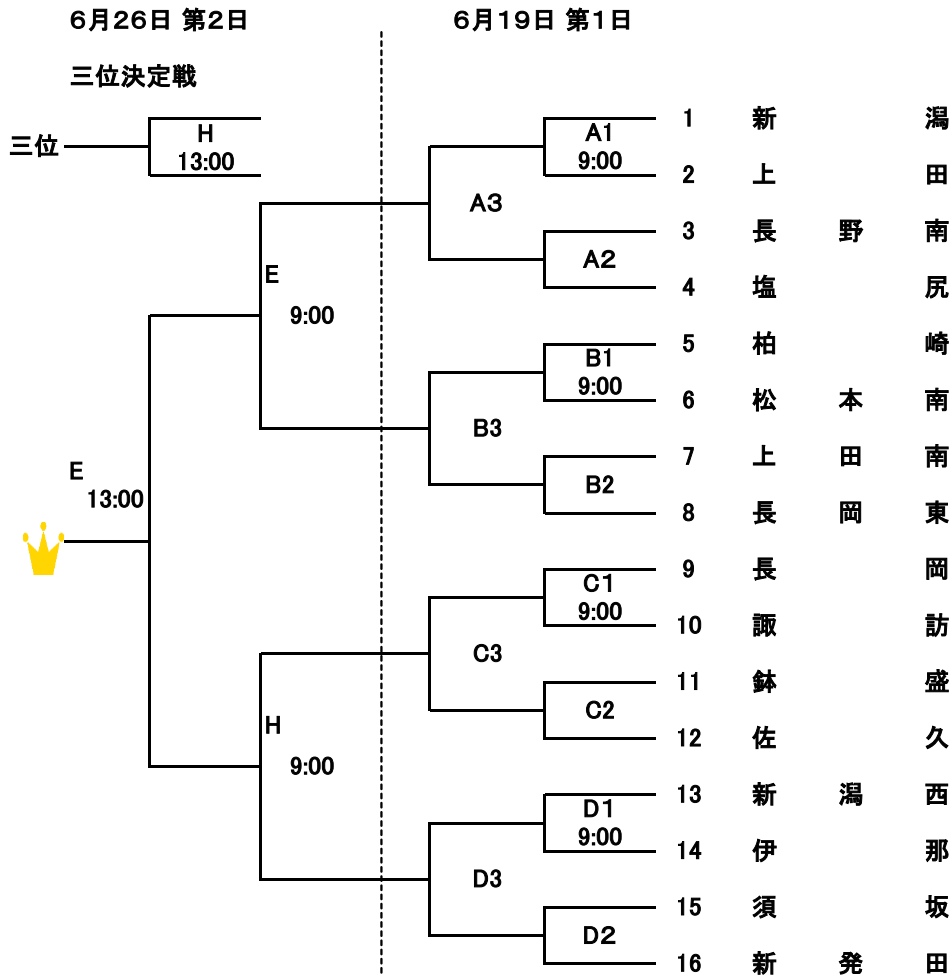 6月26日 第2日
6月19日 第1日
三位決定戦
三位
H
13:00
E
9:00
E
13:00
H
9:00
A3
B3
C3
D3
A1
9:00
A2
B1
9:00
B2
C1
9:00
C2
D1
9:00
D2
1 新潟
2 上田
3 長野南
4 塩尻
5 柏崎
6 松本南
7 上田南
8 長岡東
9 長岡
10 諏訪
11 鉢盛
12 佐久
13 新潟西
14 伊那
15 須坂
16 新発田